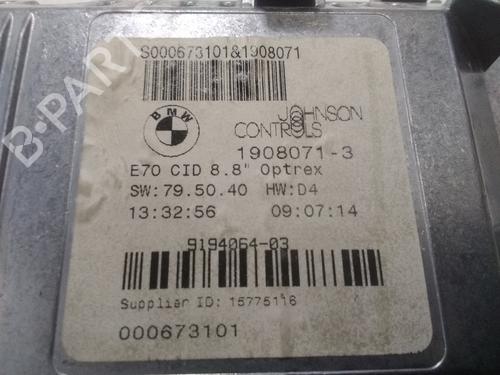 S000673101&1908071
BMW
JOHNSON
CONTROLS
1908071-3
E70 CID 8.8" Optrex
SW:79.50.40 HW:D4
13:32:56 09:07:14
9194064-03
Supplier ID: 15775116
000673101
B-PARTS